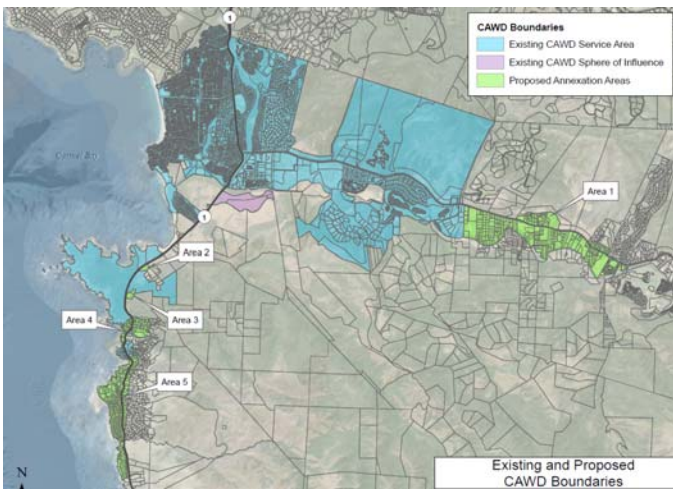 1
CAWD Boundaries
Existing CAWD Service Area
Existing CAWD Sphere of Influence
Proposed Annexation Areas
Carmel Bay
Area 1
1
Area 2
Area 4
Area 3
Area 5
N
Existing and Proposed
CAWD Boundaries